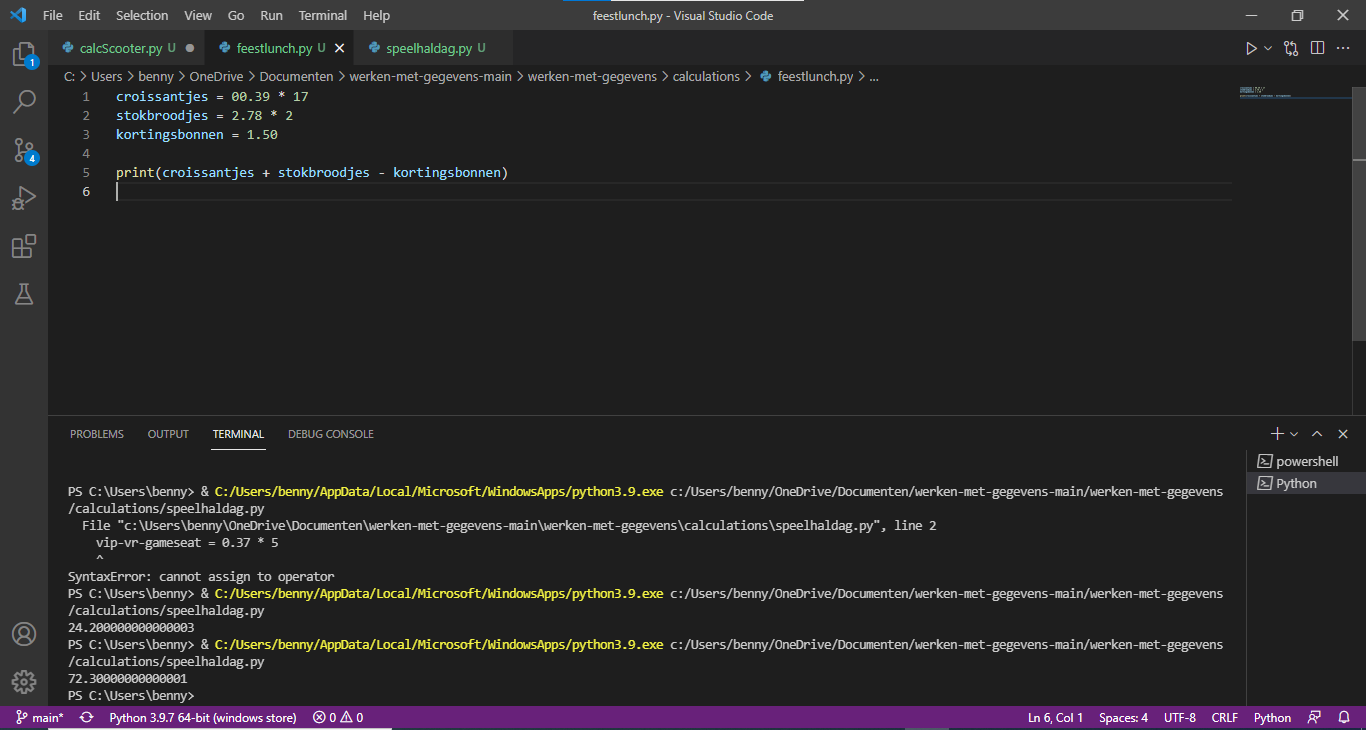 File Edit Selection View Go Run Terminal Help feestlunch.py - Visual Studio Code
calcScooter.py U feestlunch.py U speelhaldag.py U
C: > Users > benny > OneDrive > Documenten > werken-met-gegevens-main > werken-met-gegevens > calculations > feestlunch.py > ...
1 croissantjes = 00.39 * 17
2 stokbroodjes = 2.78 * 2
3 kortingsbonnen = 1.50
4
5 print(croissantjes + stokbroodjes - kortingsbonnen)
6
1
4
PROBLEMS OUTPUT TERMINAL DEBUG CONSOLE
powershell
Python
PS C:\Users\benny> & C:/Users/benny/AppData/Local/Microsoft/WindowsApps/python3.9.exe c:/Users/benny/OneDrive/Documenten/werken-met-gegevens-main/werken-met-gegevens
/calculations/speelhaldag.py
File "c:\Users\benny\OneDrive\Documenten\werken-met-gegevens-main\werken-met-gegevens\calculations\speelhaldag.py", line 2
vip-vr-gameseat = 0.37 * 5
^
SyntaxError: cannot assign to operator
PS C:\Users\benny> & C:/Users/benny/AppData/Local/Microsoft/WindowsApps/python3.9.exe c:/Users/benny/OneDrive/Documenten/werken-met-gegevens-main/werken-met-gegevens
/calculations/speelhaldag.py
24.200000000000003
PS C:\Users\benny> & C:/Users/benny/AppData/Local/Microsoft/WindowsApps/python3.9.exe c:/Users/benny/OneDrive/Documenten/werken-met-gegevens-main/werken-met-gegevens
/calculations/speelhaldag.py
72.30000000000001
PS C:\Users\benny>
main* Python 3.9.7 64-bit (windows store) 0 0 Ln 6, Col 1 Spaces: 4 UTF-8 CRLF Python